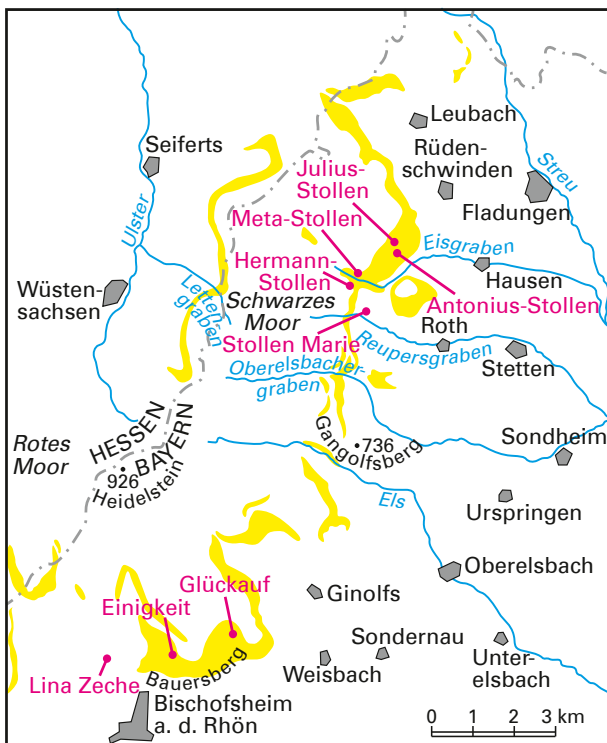 Leubach
Seiferts
Rüden-
schwinden
Julius-
Stollen
Streu
Fladungen
Meta-Stollen
Ulster
Eisgraben
Hermann-
Stollen
Hausen
Wüsten-
sachsen
Letten-
graben
Schwarzes
Moor
Antonius-Stollen
Roth
Stollen Marie
Reupersgraben
Stetten
Oberelsbacher-
graben
HESSEN
BAYERN
Rotes
Moor
926
Heidelstein
736
Gangolfsberg
Sondheim
Els
Urspringen
Oberelsbach
Glückauf
Ginolfs
Einigkeit
Sondernau
Weisbach
Unter-
elsbach
Lina Zeche
Bauersberg
Bischofsheim
a. d. Rhön
0 1 2 3 km